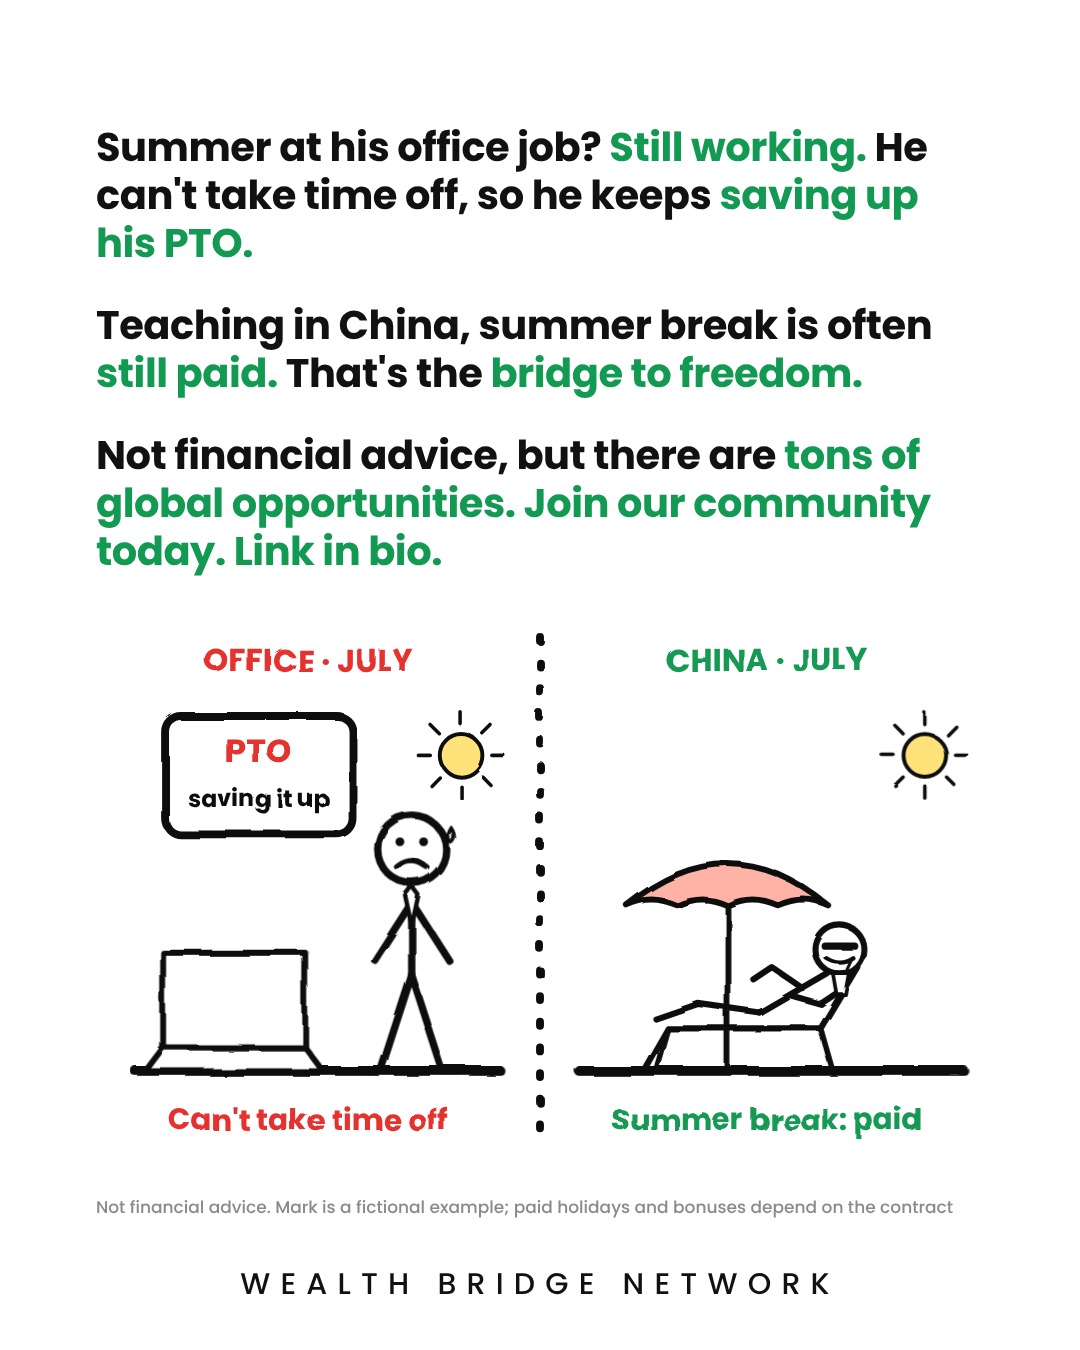 Summer at his office job? Still working. He
can't take time off, so he keeps saving up
his PTO.
Teaching in China, summer break is often
still paid. That's the bridge to freedom.
Not financial advice, but there are tons of
global opportunities. Join our community
today. Link in bio.
OFFICE · JULY
PTO
saving it up
Can't take time off
CHINA · JULY
Summer break: paid
Not financial advice. Mark is a fictional example; paid holidays and bonuses depend on the contract
WEALTH BRIDGE NETWORK